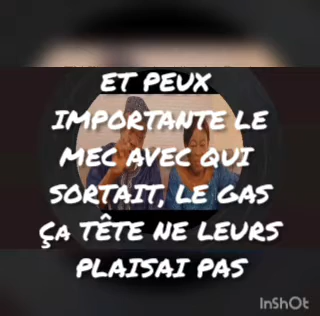 ET PEUX
IMPORTANTE LE
MEC AVEC QUI
SORTAIT, LE GAS
ÇA TÊTE NE LEURS
PLAISAI PAS
InShOt